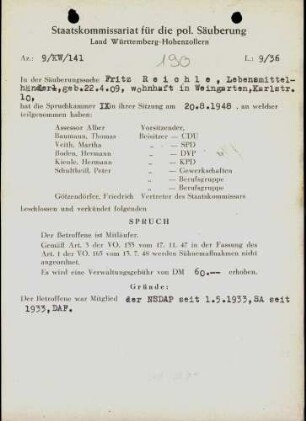 Staatskommissariat für die pol. Säuberung
Land Württemberg-Hohenzollern
Az.: 9/KW/141
190
L: 9/36
In der Säuberungssache Fritz Reichle, Lebensmittel-
händler, geb. 22.4.09, wohnhaft in Weingarten, Karlstr.
10,
hat die Spruchkammer IX in ihrer Sitzung am 20.8.1948, an welcher
teilgenommen haben:
Assessor Alber Vorsitzender,
Baumann, Thomas Beisitzer — CDU
Veith, Martha „ — SPD
Boden, Hermann „ — DVP
Kienle, Hermann „ — KPD
Schultheiß Peter „ — Gewerkschaften
„ — Berufsgruppe
„ — Berufsgruppe
Götzendörfer, Friedrich Vertreter des Staatskommissars
beschlossen und verkündet folgenden
SPRUCH
Der Betroffene ist Mitläufer.
Gemäß Art. 3 der VO. 133 vom 17. 11. 47 in der Fassung des
Art. 1 der VO. 165 vom 13. 7. 48 werden Sühnemaßnahmen nicht
angeordnet.
Es wird eine Verwaltungsgebühr von DM 60.-- erhoben.
Gründe:
Der Betroffene war Mitglied der NSDAP seit 1.5.1933, SA seit
1933, DAF.